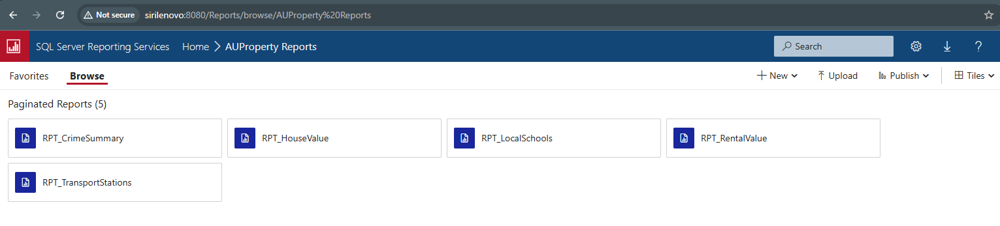 Not secure sirilenovo:8080/Reports/browse/AUProperty%20Reports
SQL Server Reporting Services Home AUProperty Reports Search ?
Favorites Browse New Upload Publish Tiles
Paginated Reports (5)
RPT_CrimeSummary RPT_HouseValue RPT_LocalSchools RPT_RentalValue
RPT_TransportStations